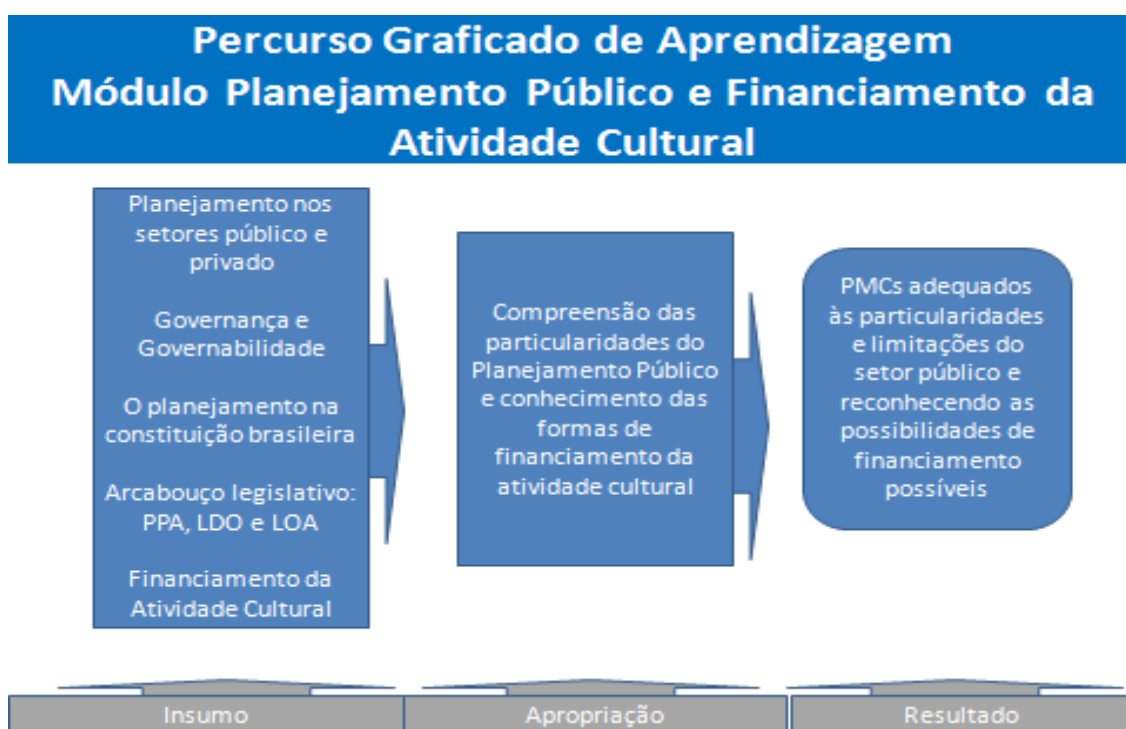 Percurso Graficado de Aprendizagem
Módulo Planejamento Público e Financiamento da
Atividade Cultural
Planejamento nos
setores público e
privado
Governança e
Governabilidade
O planejamento na
constituição brasileira
Arcabouço legislativo:
PPA, LDO e LOA
Financiamento da
Atividade Cultural
Compreensão das
particularidades do
Planejamento Público
e conhecimento das
formas de
financiamento da
atividade cultural
PMCs adequados
às particularidades
e limitações do
setor público e
reconhecendo as
possibilidades de
financiamento
possíveis
Insumo
Apropriação
Resultado